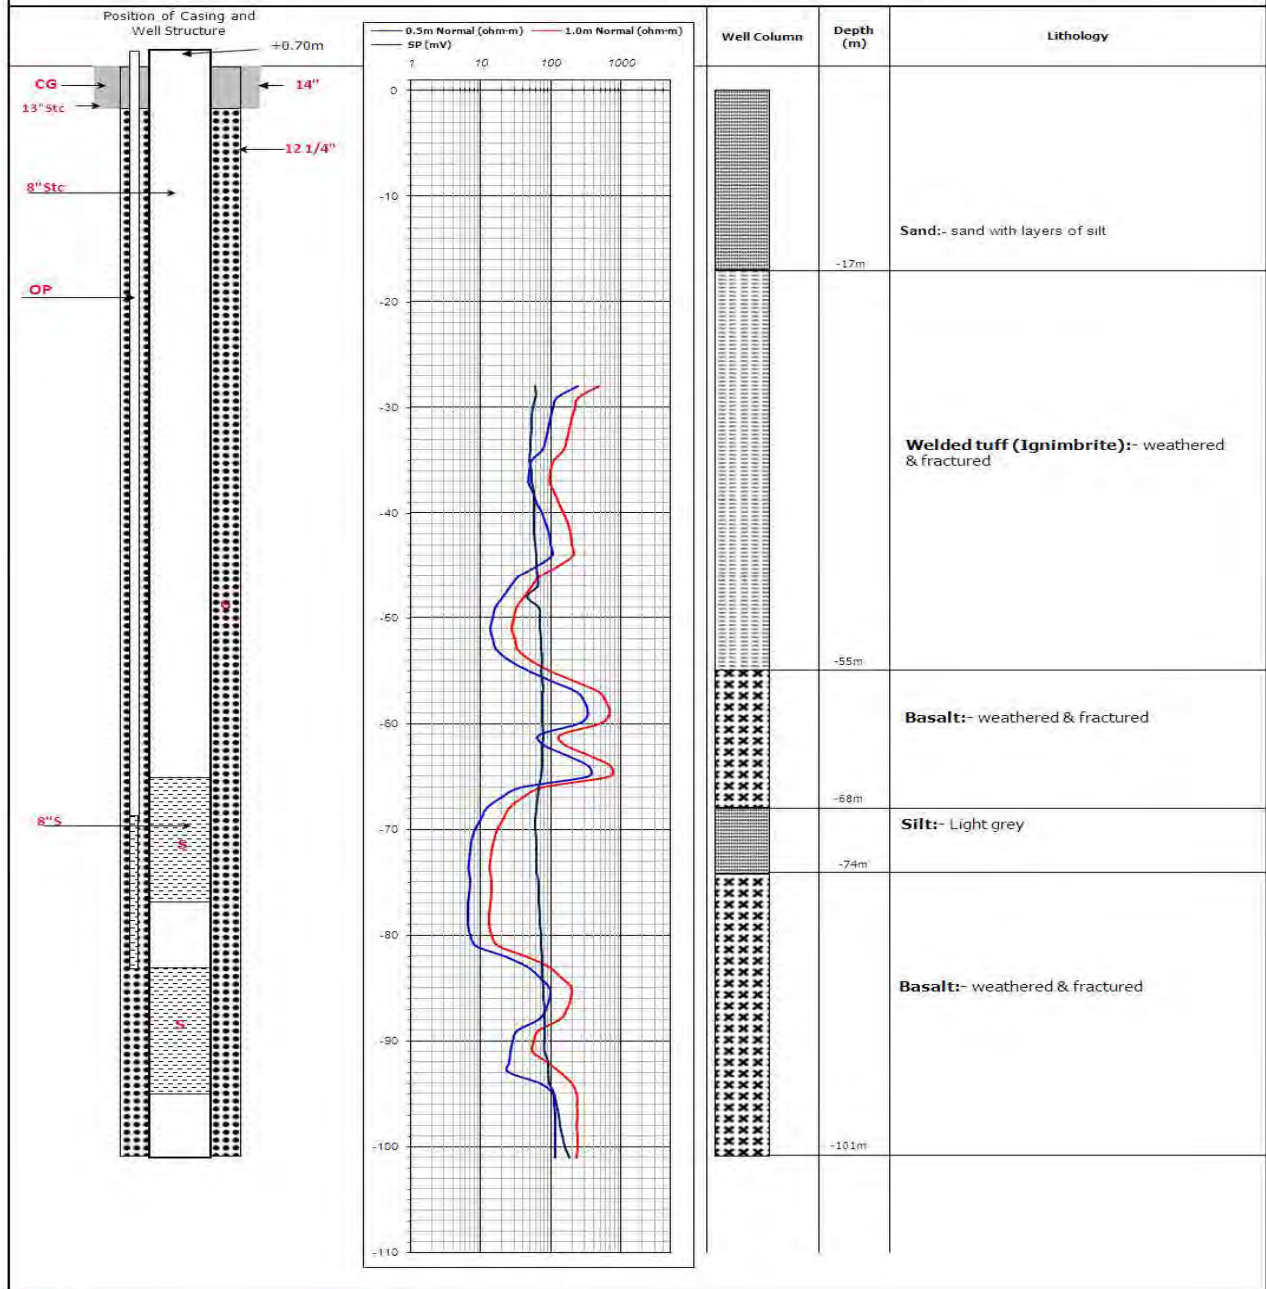 Position of Casing and
Well Structure
+0.70m
CG
14"
13"Stc
12 1/4"
8"Stc
OP
G
8"S
S
S
0.5m Normal (ohm-m)
1.0m Normal (ohm-m)
SP (mV)
1 10 100 1000
0
-10
-20
-30
-40
-50
-60
-70
-80
-90
-100
-110
Well Column
Depth
(m)
Lithology
Sand:- sand with layers of silt
-17m
Welded tuff (Ignimbrite):- weathered
& fractured
-55m
Basalt:- weathered & fractured
-68m
Silt:- Light grey
-74m
Basalt:- weathered & fractured
-101m